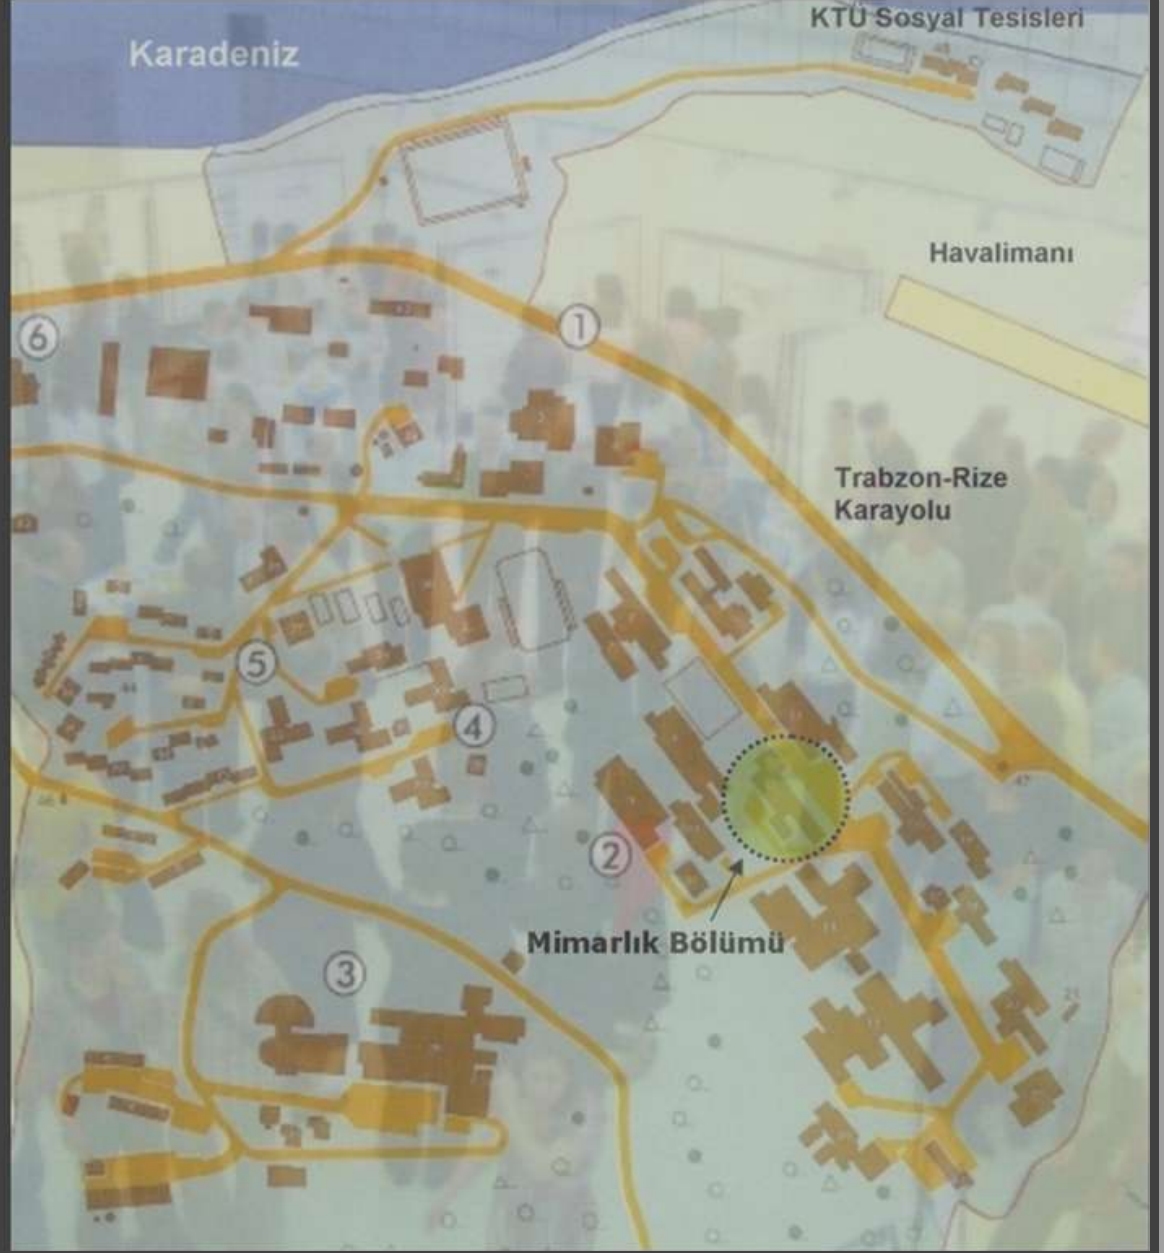 KTÜ Sosyal Tesisleri
Karadeniz
Havalimanı
1
6
Trabzon-Rize
Karayolu
5
4
2
Mimarlık Bölümü
3